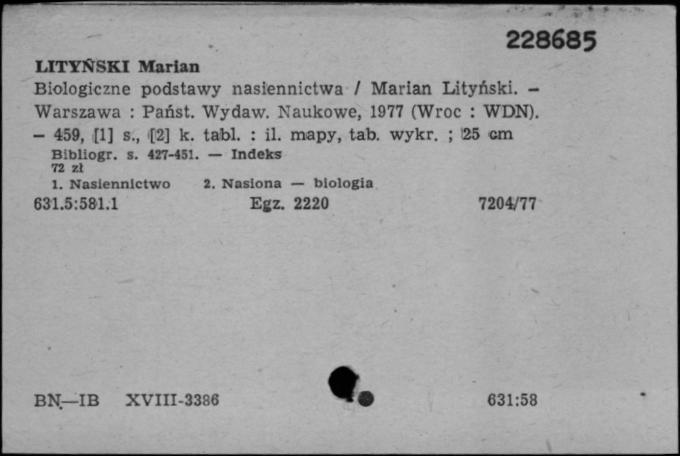 228685
LITYŃSKI Marian
Biologiczne podstawy nasiennictwa / Marian Lityński. —
Warszawa : Państ. Wydaw. Naukowe, 1977 (Wroc : WDN).
— 459, [1] s., [2] k. tabl. : il. mapy, tab. wykr. ; 25 cm
Bibliogr. s. 427-451. — Indeks
72 zł
1. Nasiennictwo 2. Nasiona — biologia
631.5:581.1 Egz. 2220 7204/77
BN—IB XVIII-3386 631:58